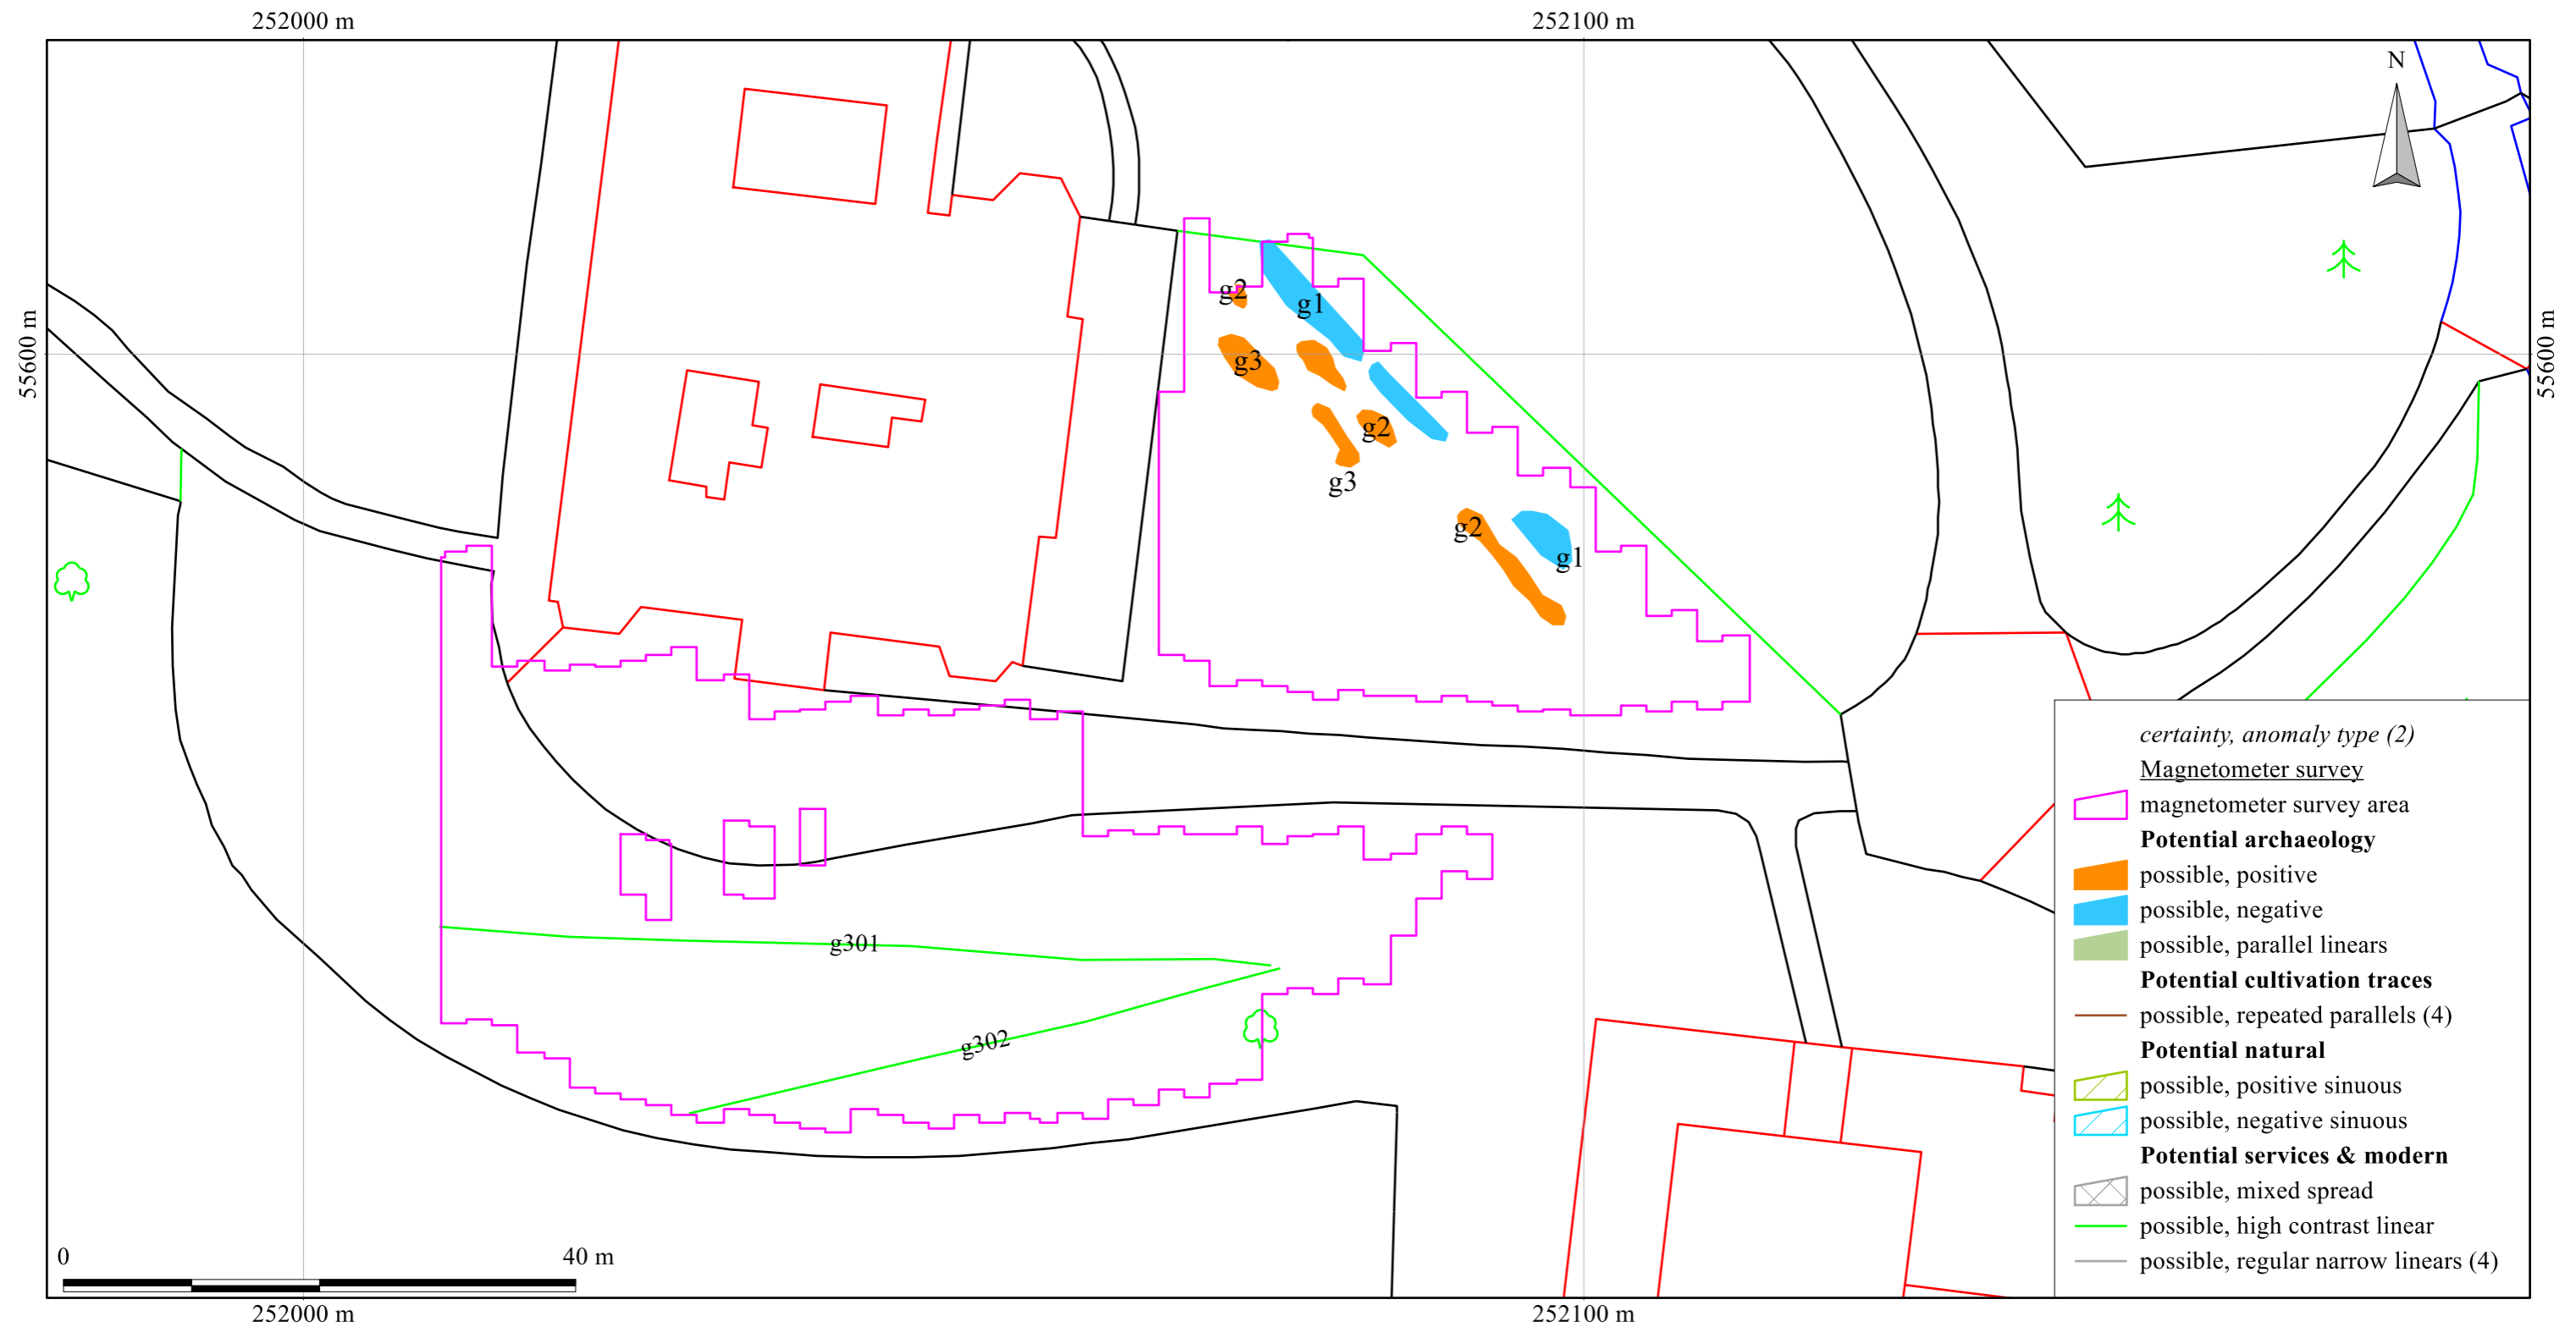 252000 m
252100 m
N
g2
g1
55600 m
55600 m
g3
g2
g3
g2
g1
certainty, anomaly type (2)
Magnetometer survey
magnetometer survey area
Potential archaeology
possible, positive
possible, negative
g301
possible, parallel linears
Potential cultivation traces
possible, repeated parallels (4)
g302
Potential natural
possible, positive sinuous
possible, negative sinuous
Potential services & modern
possible, mixed spread
possible, high contrast linear
possible, regular narrow linears (4)
0
40 m
252000 m
252100 m